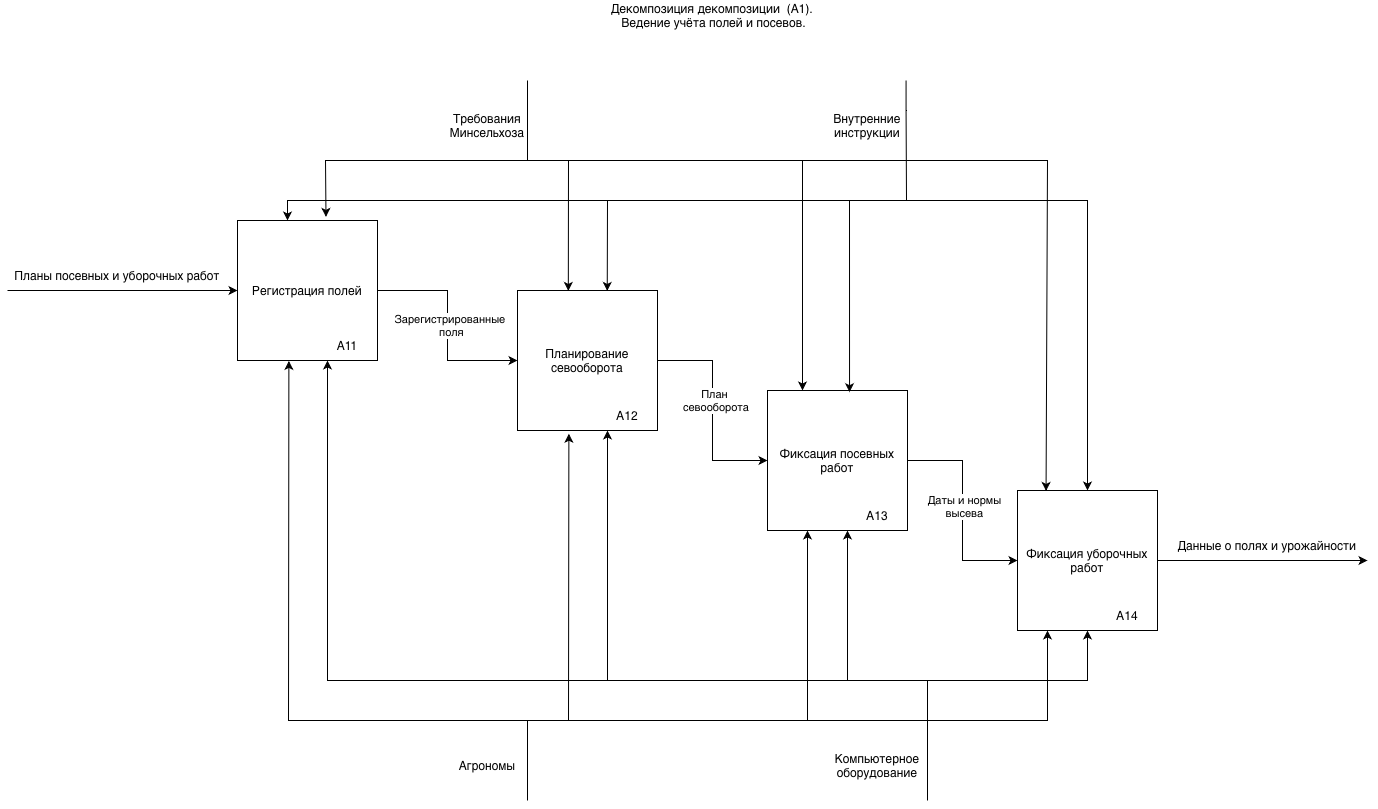 Декомпозиция декомпозиции (А1).
Ведение учёта полей и посевов.
Требования
Минсельхоза
Внутренние
инструкции
Планы посевных и уборочных работ
Регистрация полей
А11
Зарегистрированные
поля
Планирование
севооборота
А12
План
севооборота
Фиксация посевных
работ
А13
Даты и нормы
высева
Фиксация уборочных
работ
А14
Данные о полях и урожайности
Агрономы
Компьютерное
оборудование